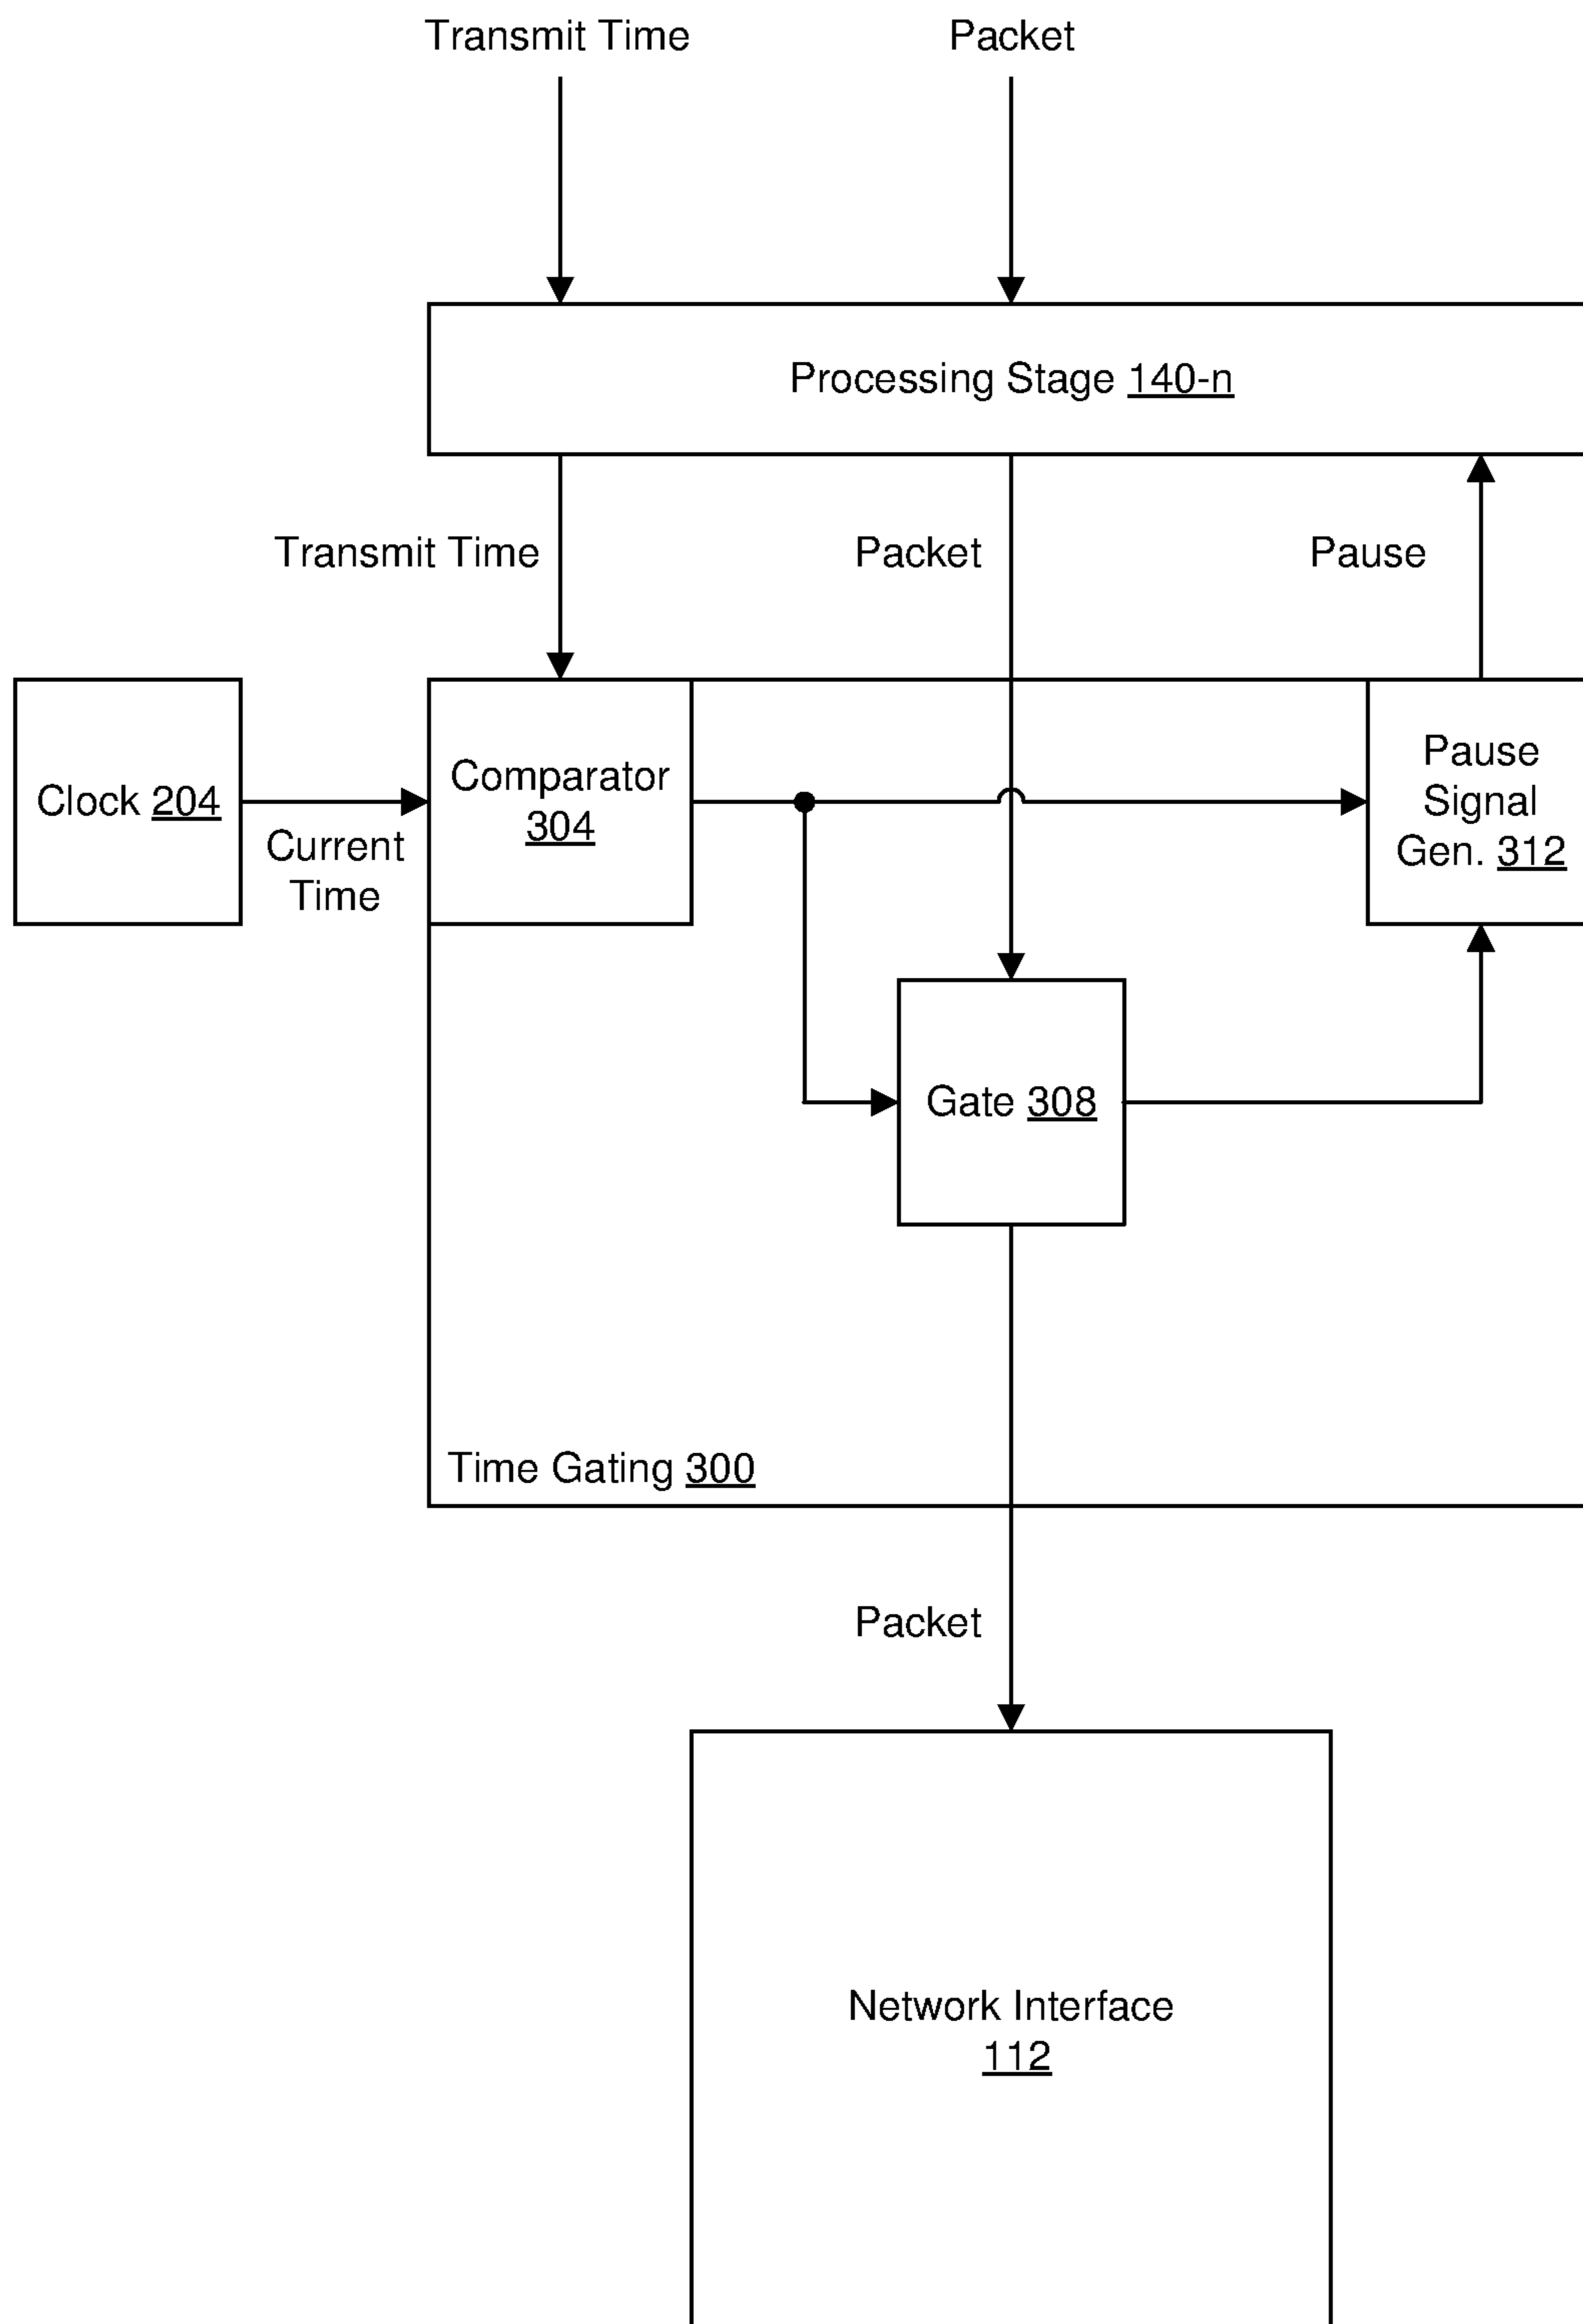 Transmit Time
Packet
Processing Stage 140-n
Transmit Time
Packet
Pause
Clock 204
Current
Time
Comparator
304
Pause
Signal
Gen. 312
Gate 308
Time Gating 300
Packet
Network Interface
112